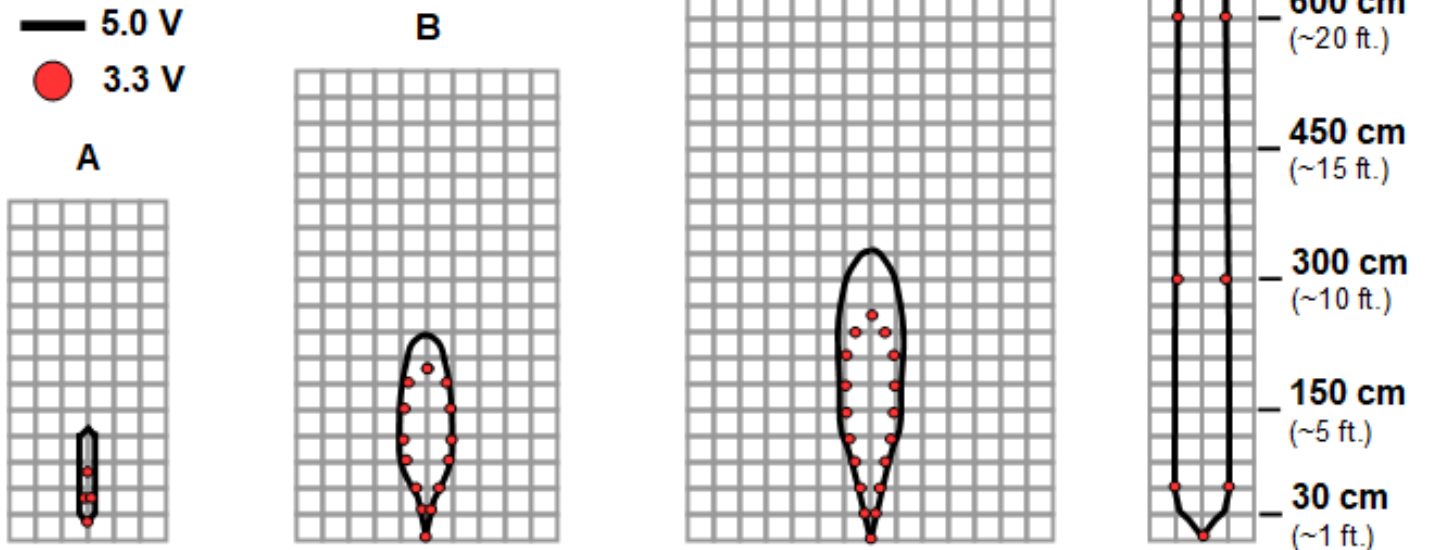 5.0 V
3.3 V
A
B
600 cm
(~20 ft.)
450 cm
(~15 ft.)
300 cm
(~10 ft.)
150 cm
(~5 ft.)
30 cm
(~1 ft.)